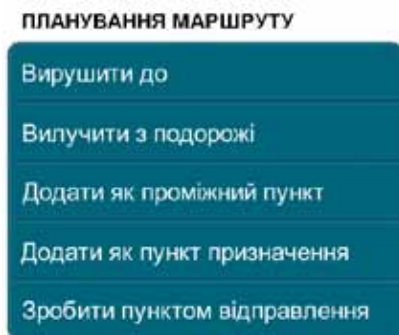 ПЛАНУВАННЯ МАРШРУТУ
Вирушити до
Вилучити з подорожі
Додати як проміжний пункт
Додати як пункт призначення
Зробити пунктом відправлення